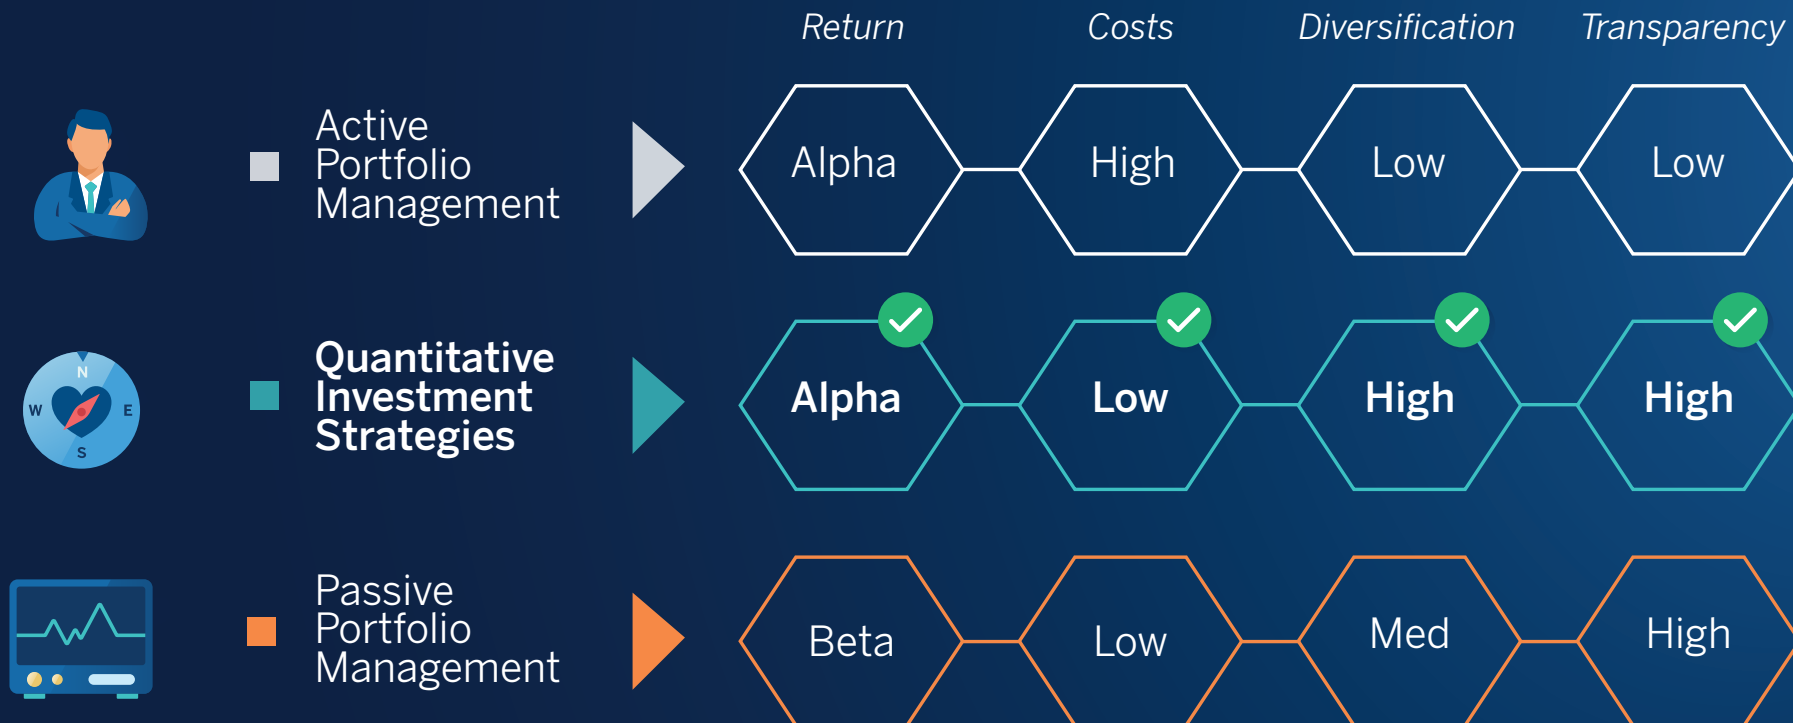 Return Costs Diversification Transparency
Active
Portfolio
Management
Alpha High Low Low
Quantitative
Investment
Strategies
Alpha Low High High
N
W E
S
Passive
Portfolio
Management
Beta Low Med High